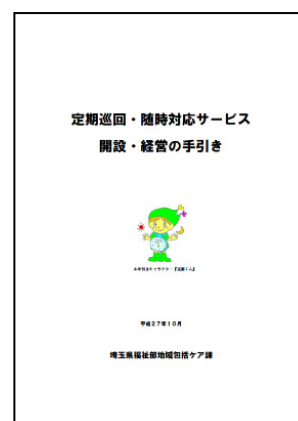 定期巡回・随時対応サービス
開設・経営の手引き
平成27年10月
埼玉県福祉部地域包括ケア課